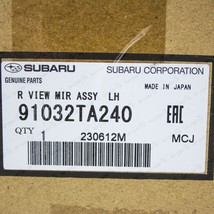 SUBARU
SUBARU CORPORATION
GENUINE PARTS
MADE IN JAPAN
R VIEW MIR ASSY LH
91032TA240
EAC
QTY 1 230612M MCJ